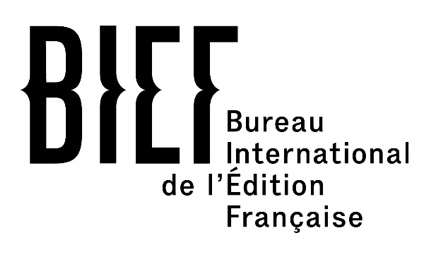 BIEF
Bureau
International
de l'Édition
Française